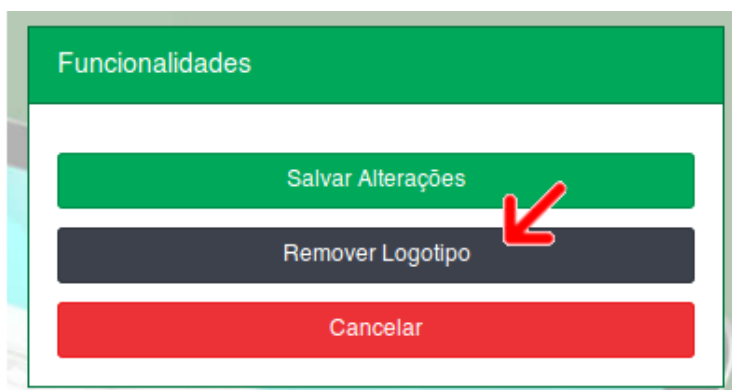 Funcionalidades
Salvar Alterações
Remover Logotipo
Cancelar